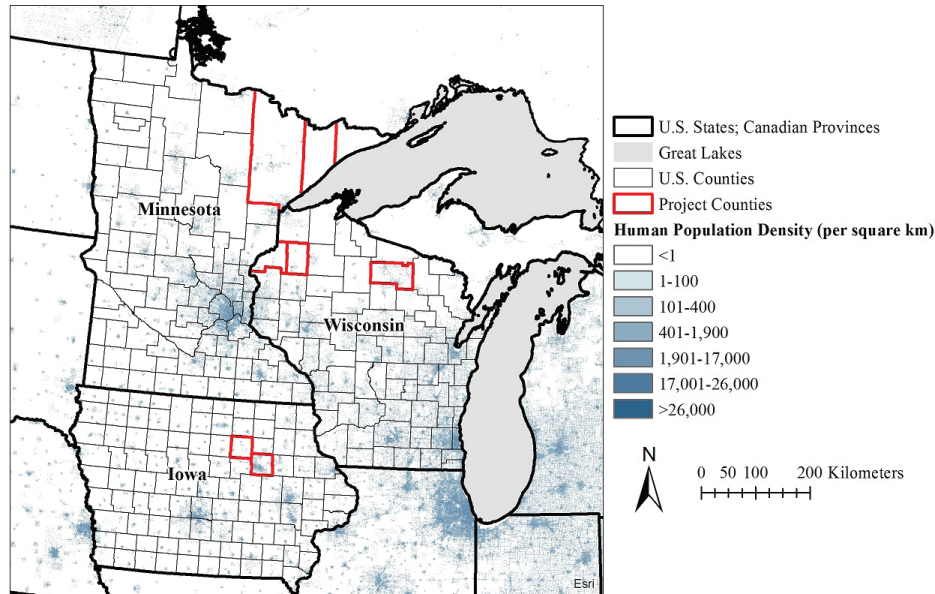 Minnesota
Wisconsin
Iowa
Esri
U.S. States; Canadian Provinces
Great Lakes
U.S. Counties
Project Counties
Human Population Density (per square km)
<1
1-100
101-400
401-1,900
1,901-17,000
17,001-26,000
>26,000
N
0 50 100 200 Kilometers